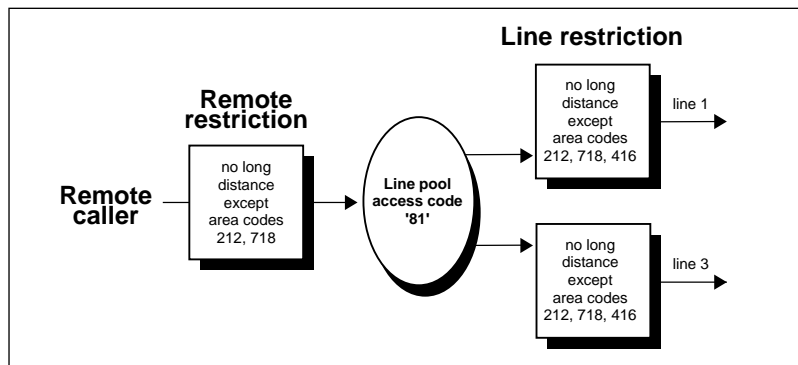 Line restriction
Remote
restriction
Remote
caller
no long
distance
except
area codes
212, 718
Line pool
access code
'81'
no long
distance
except
area codes
212, 718, 416
line 1
no long
distance
except
area codes
212, 718, 416
line 3